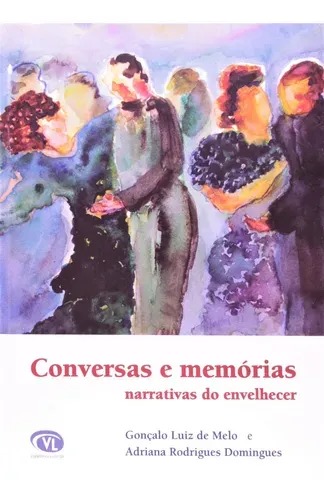 Conversas e memórias
narrativas do envelhecer
Gonçalo Luiz de Melo e
Adriana Rodrigues Domingues
VL